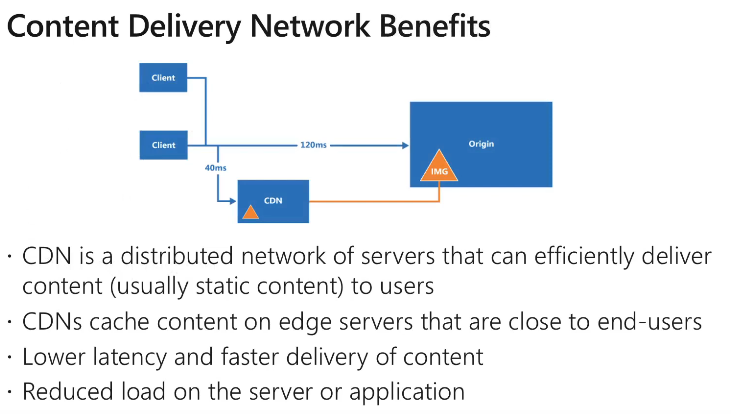 Content Delivery Network Benefits
Client
Client
120ms
Origin
40ms
IMG
CDN
· CDN is a distributed network of servers that can efficiently deliver
content (usually static content) to users
· CDNs cache content on edge servers that are close to end-users
· Lower latency and faster delivery of content
· Reduced load on the server or application